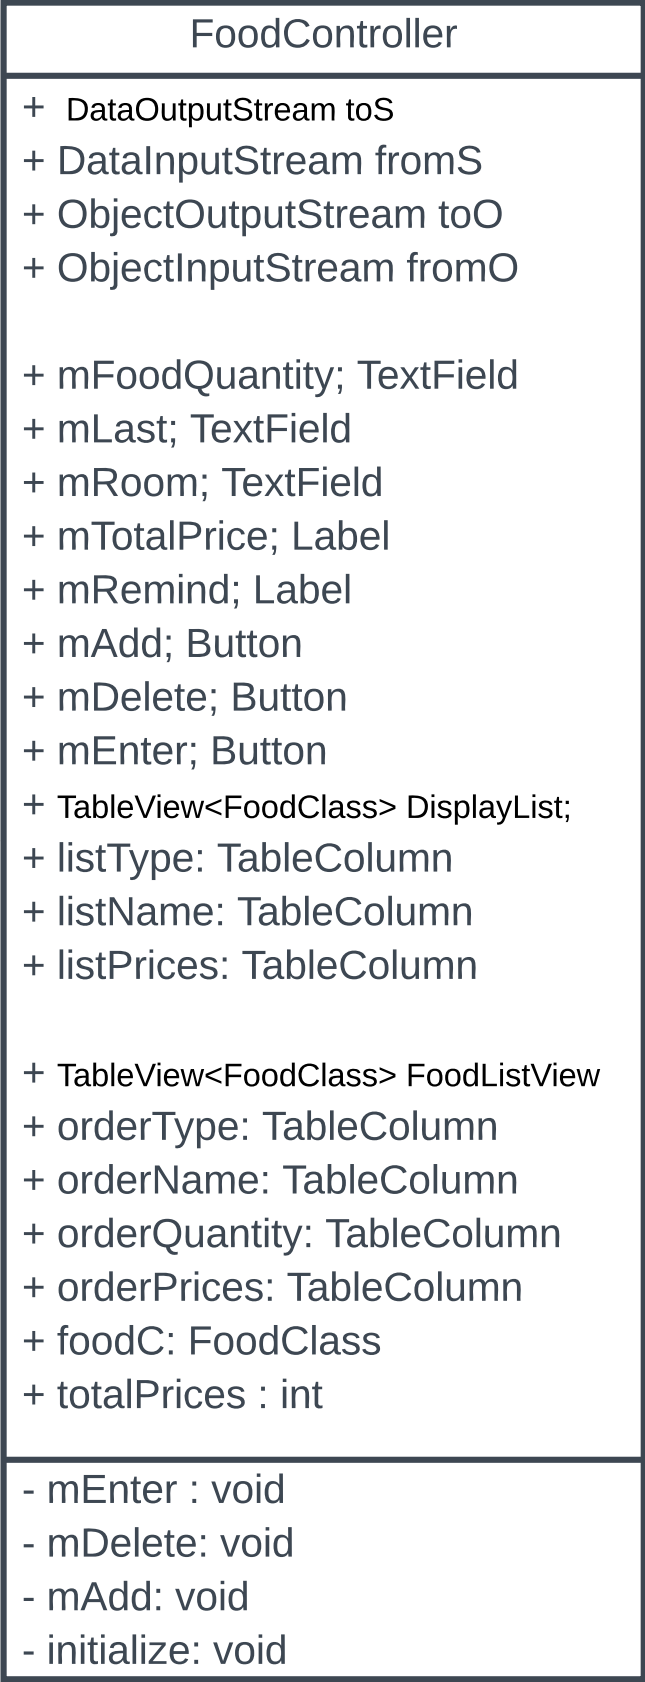 FoodController
+ DataOutputStream toS
+ DataInputStream fromS
+ ObjectOutputStream toO
+ ObjectInputStream fromO
+ mFoodQuantity; TextField
+ mLast; TextField
+ mRoom; TextField
+ mTotalPrice; Label
+ mRemind; Label
+ mAdd; Button
+ mDelete; Button
+ mEnter; Button
+ TableView<FoodClass> DisplayList;
+ listType: TableColumn
+ listName: TableColumn
+ listPrices: TableColumn
+ TableView<FoodClass> FoodListView
+ orderType: TableColumn
+ orderName: TableColumn
+ orderQuantity: TableColumn
+ orderPrices: TableColumn
+ foodC: FoodClass
+ totalPrices : int
- mEnter : void
- mDelete: void
- mAdd: void
- initialize: void